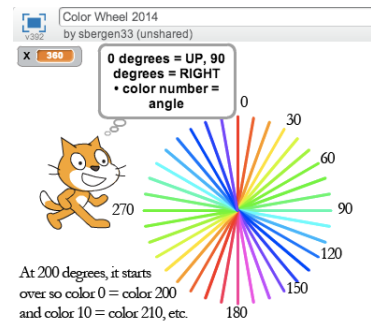 Color Wheel 2014
v392
by sbergen33 (unshared)
x 360
0 degrees = UP, 90
degrees = RIGHT
• color number =
angle
0
30
60
270
90
120
150
180
At 200 degrees, it starts
over so color 0 = color 200
and color 10 = color 210, etc.